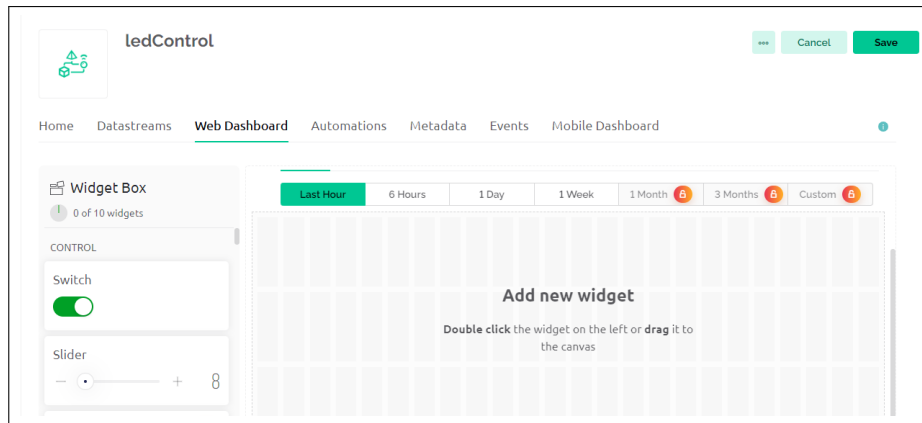 ledControl
Cancel
Save
Home Datastreams Web Dashboard Automations Metadata Events Mobile Dashboard
Widget Box
0 of 10 widgets
CONTROL
Switch
Slider
8
Last Hour 6 Hours 1 Day 1 Week 1 Month 3 Months Custom
Add new widget
Double click the widget on the left or drag it to
the canvas